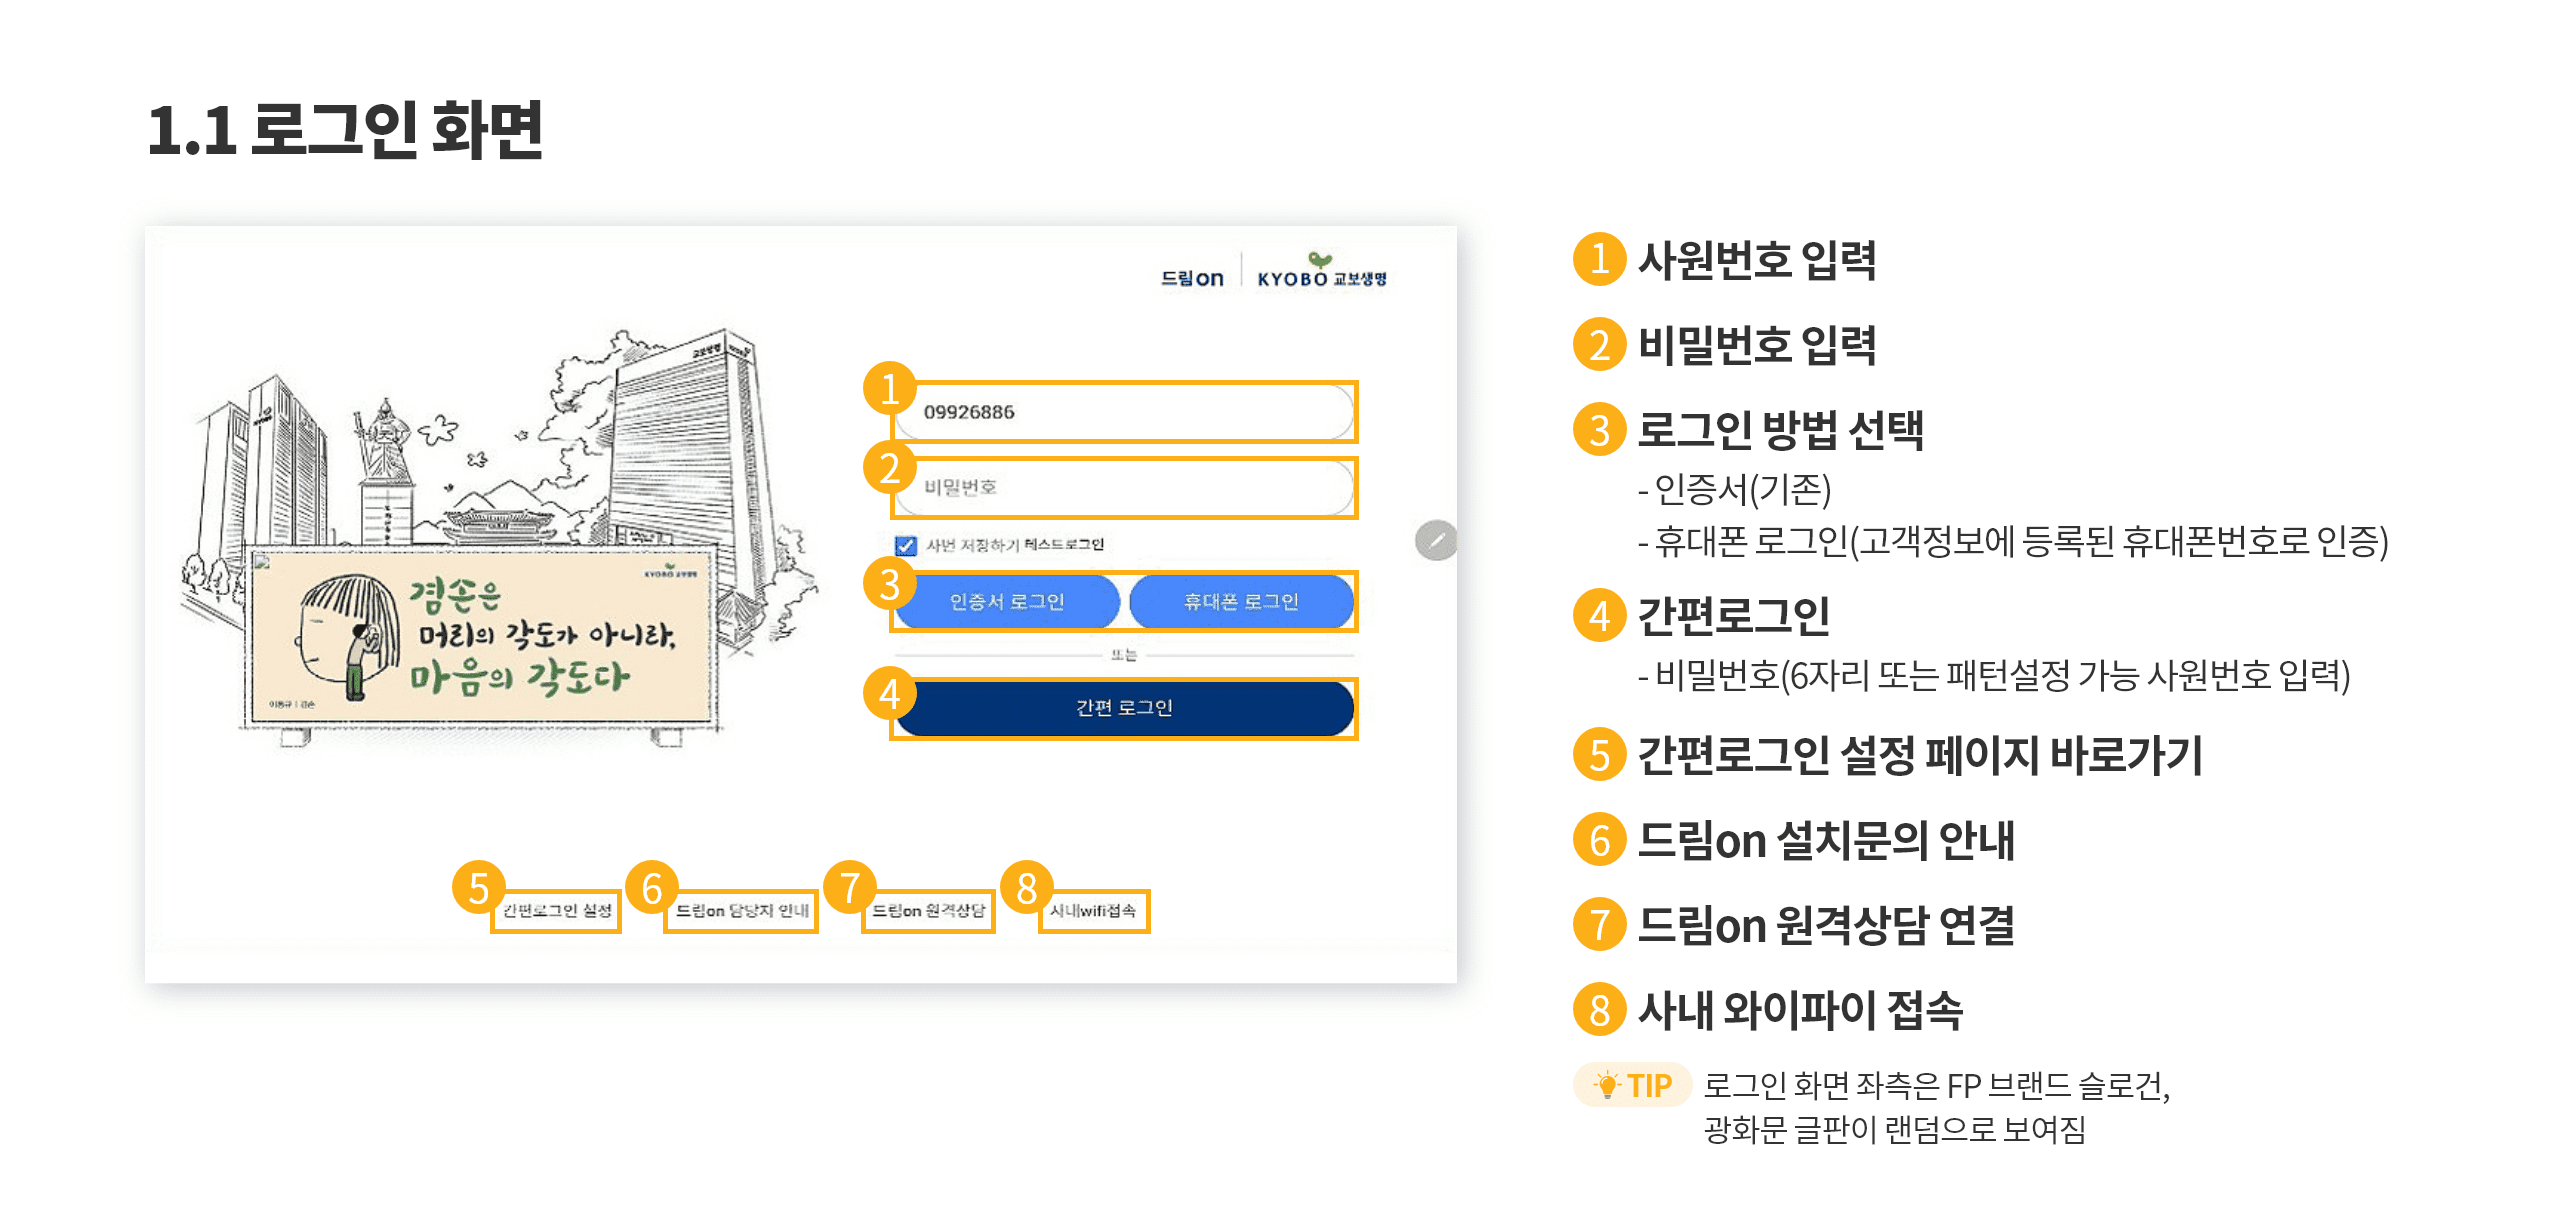 1.1 로그인 화면
드림on
KYOBO 교보생명
교보생명
1
09926886
2
비밀번호
사번 저장하기 테스트로그인
3
인증서 로그인
휴대폰 로그인
또는
4
간편 로그인
KYOBO 교보생명
겸손은
머리의 각도가 아니라,
마음의 각도다
5
간편로그인 설정
6
드림on 담당자 안내
7
드림on 원격상담
8
사내wifi접속
1 사원번호 입력
2 비밀번호 입력
3 로그인 방법 선택
- 인증서(기존)
- 휴대폰 로그인(고객정보에 등록된 휴대폰번호로 인증)
4 간편로그인
- 비밀번호(6자리 또는 패턴설정 가능 사원번호 입력)
5 간편로그인 설정 페이지 바로가기
6 드림on 설치문의 안내
7 드림on 원격상담 연결
8 사내 와이파이 접속
TIP 로그인 화면 좌측은 FP 브랜드 슬로건,
광화문 글판이 랜덤으로 보여짐